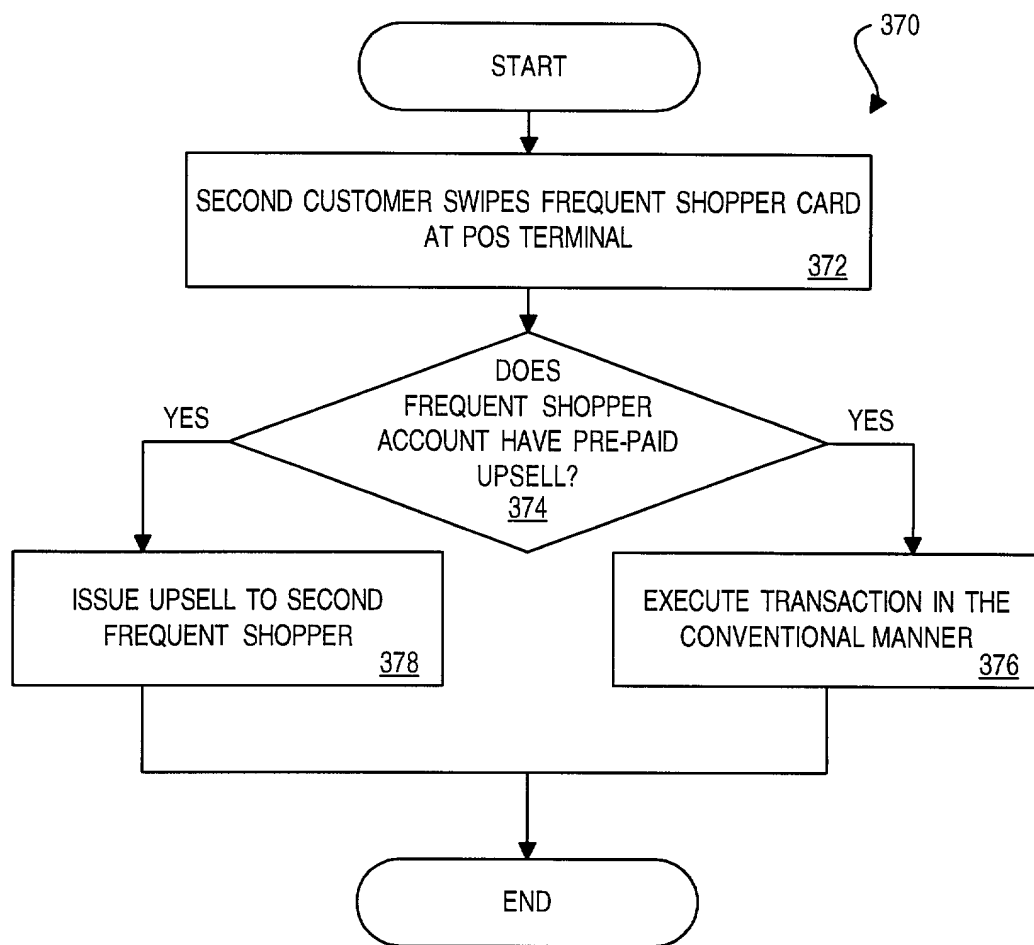 370
START
SECOND CUSTOMER SWIPES FREQUENT SHOPPER CARD
AT POS TERMINAL
372
DOES
FREQUENT SHOPPER
ACCOUNT HAVE PRE-PAID
UPSELL?
374
YES
YES
ISSUE UPSELL TO SECOND
FREQUENT SHOPPER
378
EXECUTE TRANSACTION IN THE
CONVENTIONAL MANNER
376
END